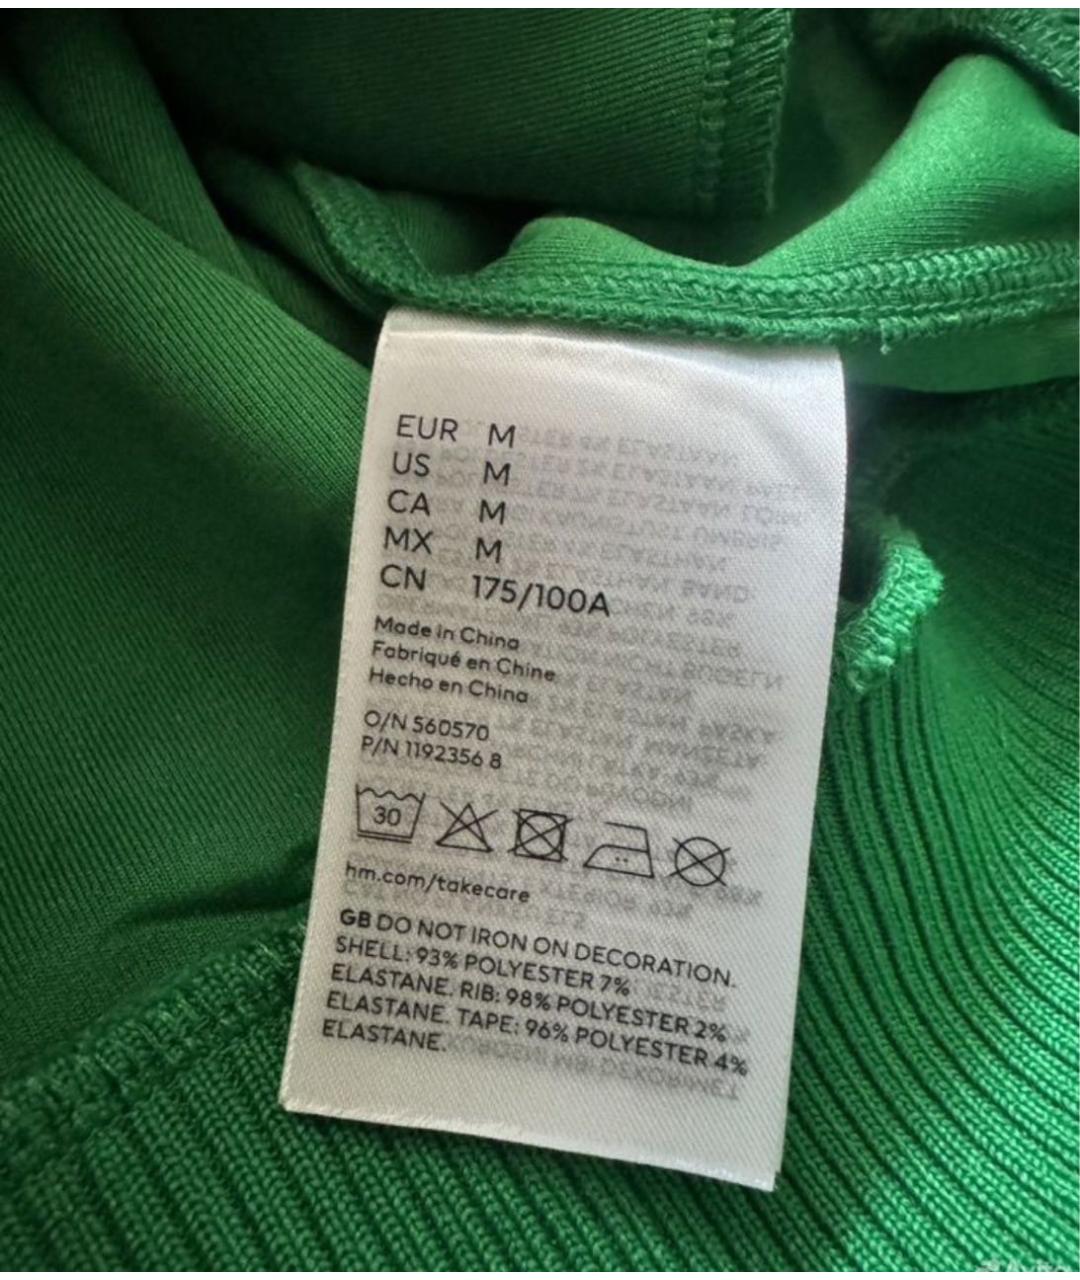 EUR M
US M
CA M
MX M
CN 175/100A
Made in China
Fabriqué en Chine
Hecho en China
O/N 560570
P/N 1192356 8
30
hm.com/takecare
GB DO NOT IRON ON DECORATION.
SHELL: 93% POLYESTER 7%
ELASTANE. RIB: 98% POLYESTER 2%
ELASTANE. TAPE: 96% POLYESTER 4%
ELASTANE.